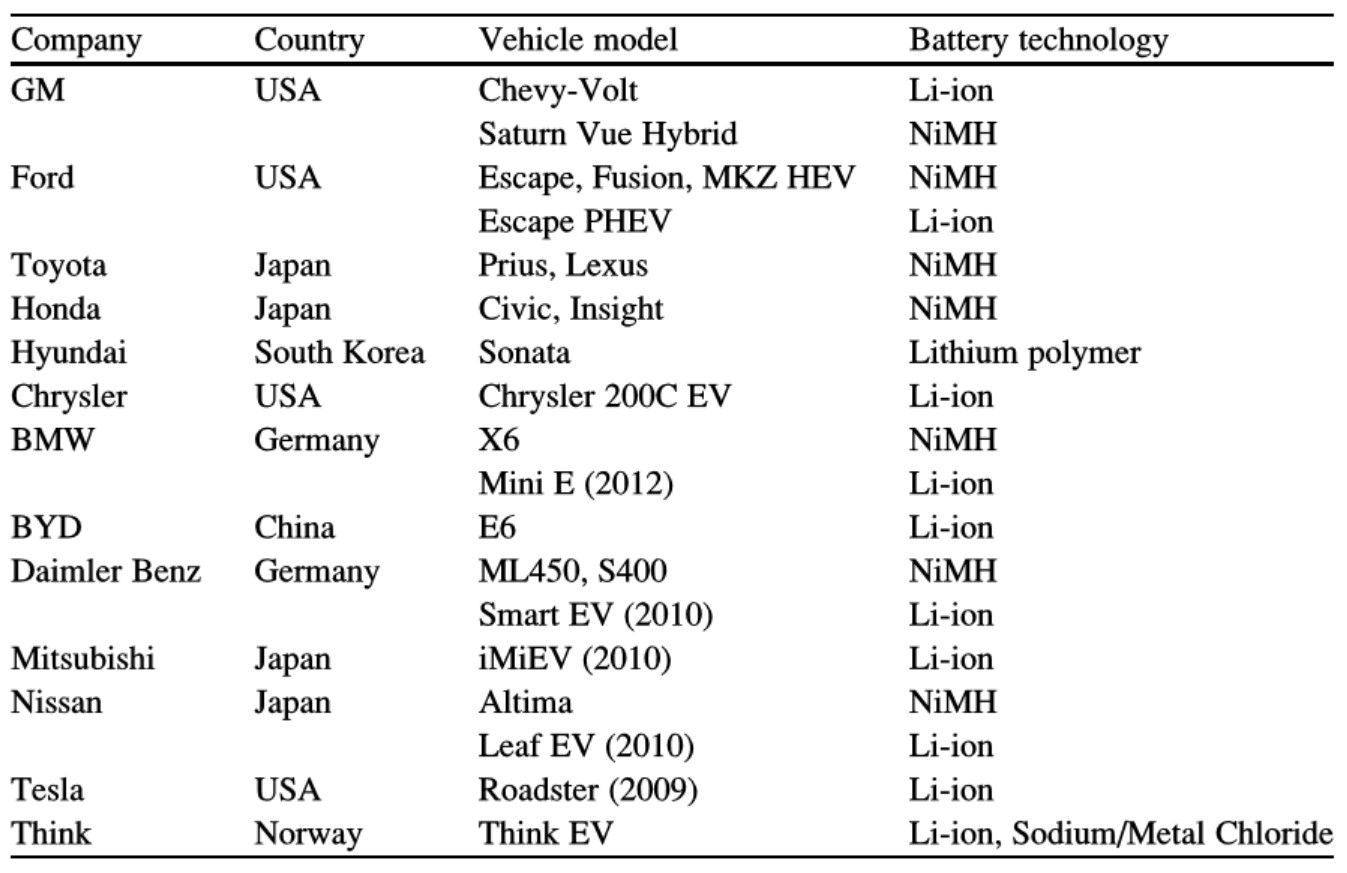 Company Country Vehicle model Battery technology
GM USA Chevy-Volt Li-ion
Saturn Vue Hybrid NiMH
Ford USA Escape, Fusion, MKZ HEV NiMH
Escape PHEV Li-ion
Toyota Japan Prius, Lexus NiMH
Honda Japan Civic, Insight NiMH
Hyundai South Korea Sonata Lithium polymer
Chrysler USA Chrysler 200C EV Li-ion
BMW Germany X6 NiMH
Mini E (2012) Li-ion
BYD China E6 Li-ion
Daimler Benz Germany ML450, S400 NiMH
Smart EV (2010) Li-ion
Mitsubishi Japan iMiEV (2010) Li-ion
Nissan Japan Altima NiMH
Leaf EV (2010) Li-ion
Tesla USA Roadster (2009) Li-ion
Think Norway Think EV Li-ion, Sodium/Metal Chloride